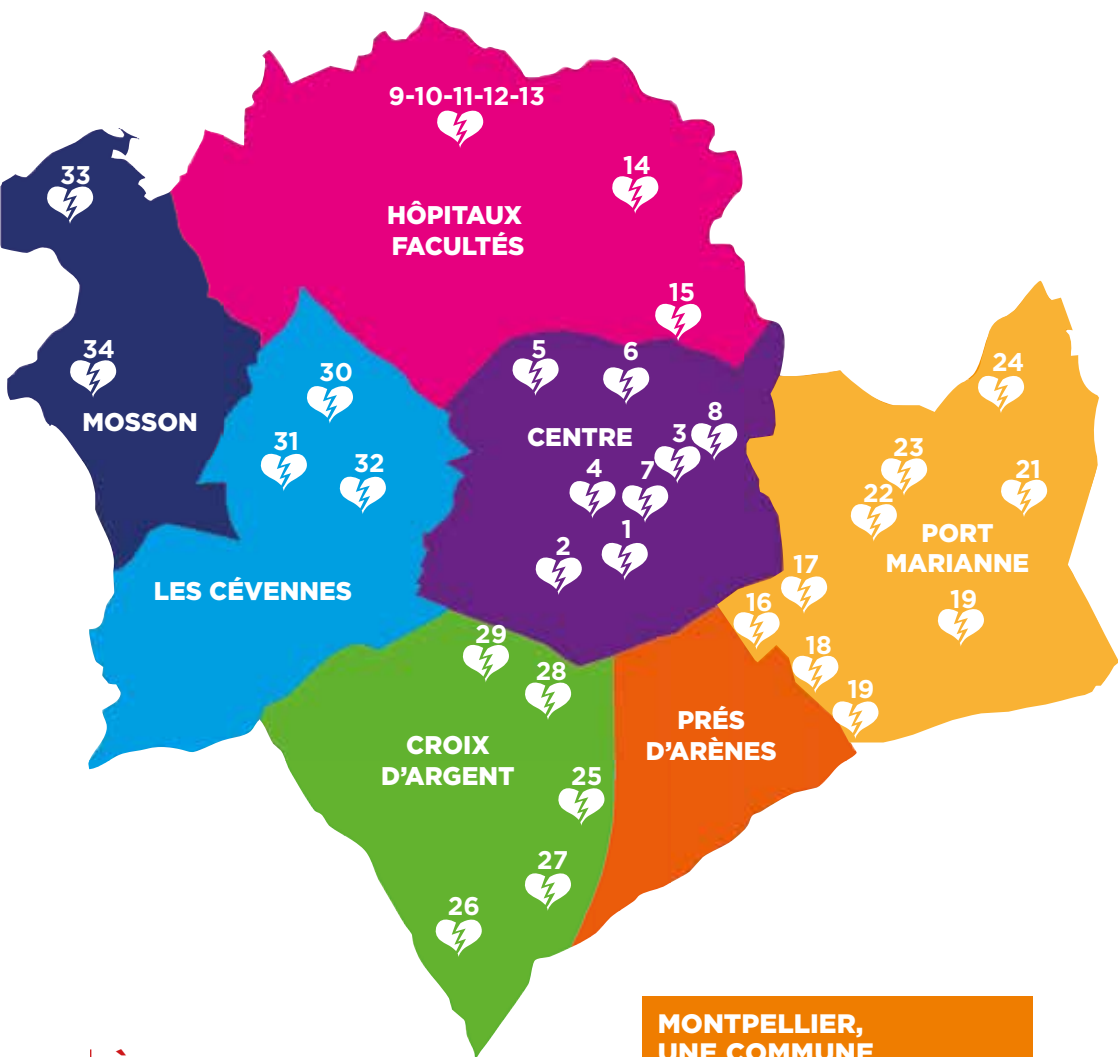 9-10-11-12-13
14
33
HÔPITAUX
FACULTÉS
15
34
5
6
24
30
MOSSON
8
CENTRE
3
31
23
32
4
7
21
22
1
PORT
MARIANNE
2
17
LES CÉVENNES
16
19
29
18
28
19
PRÉS
D'ARÈNES
CROIX
D'ARGENT
25
27
26
MONTPELLIER,
UNE COMMUNE